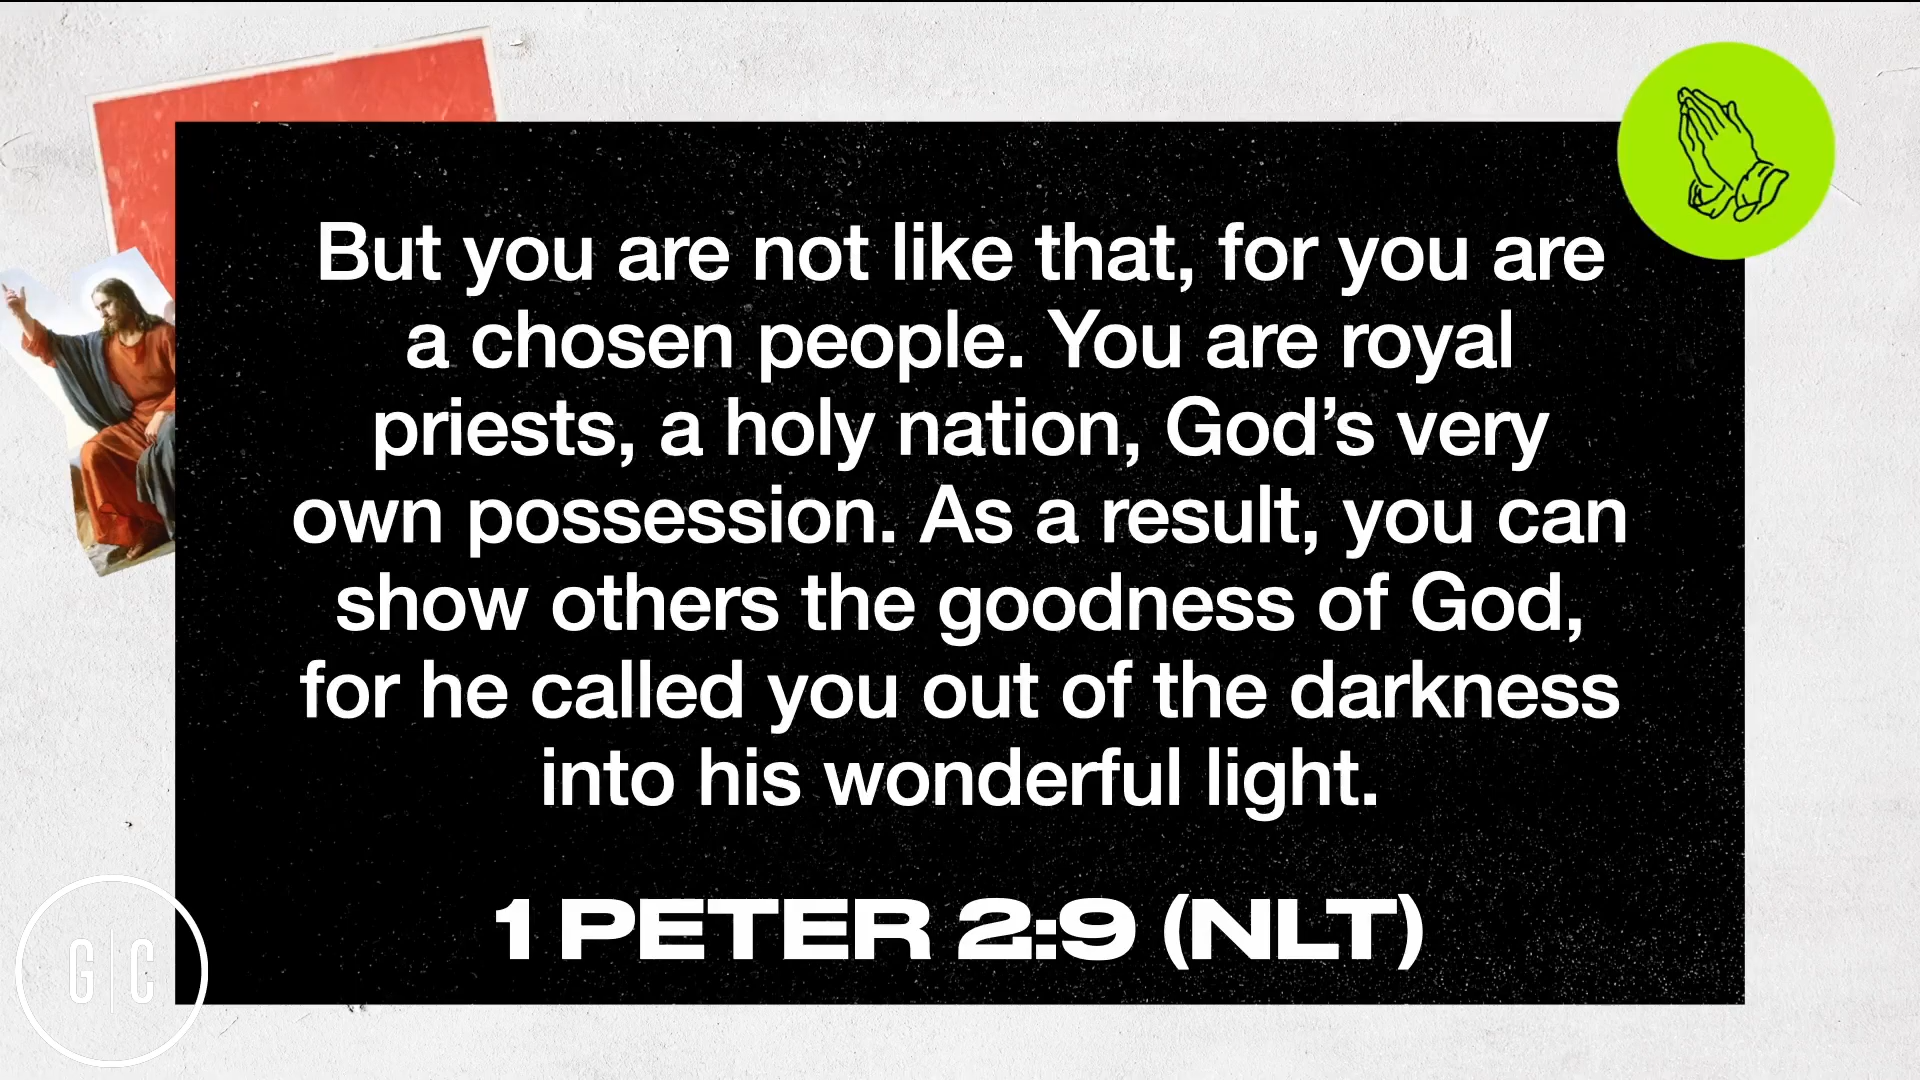 But you are not like that, for you are
a chosen people. You are royal
priests, a holy nation, God’s very
own possession. As a result, you can
show others the goodness of God,
for he called you out of the darkness
into his wonderful light.
1 PETER 2:9 (NLT)
G|C